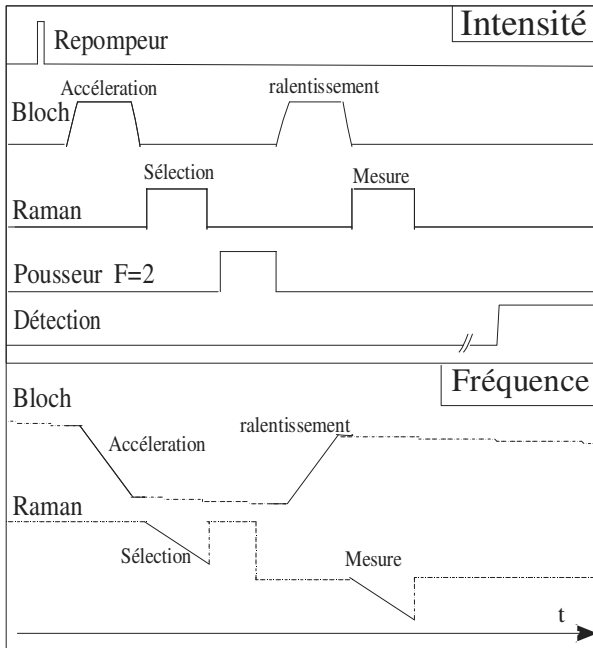 Intensité
Repompeur
Accéleration
ralentissement
Bloch
Sélection
Mesure
Raman
Pousseur F=2
Détection
Fréquence
Bloch
Accéleration
ralentissement
Raman
Sélection
Mesure
t